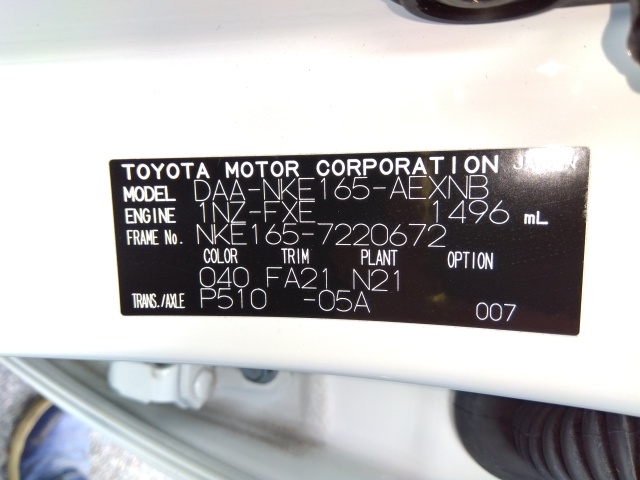 TOYOTA MOTOR CORPORATION JAPAN
MODEL DAA-NKE165-AEXNB
ENGINE 1NZ-FXE 1496 mL
FRAME No. NKE165-7220672
COLOR TRIM PLANT OPTION
040 FA21 N21
TRANS./AXLE P510 -05A 007